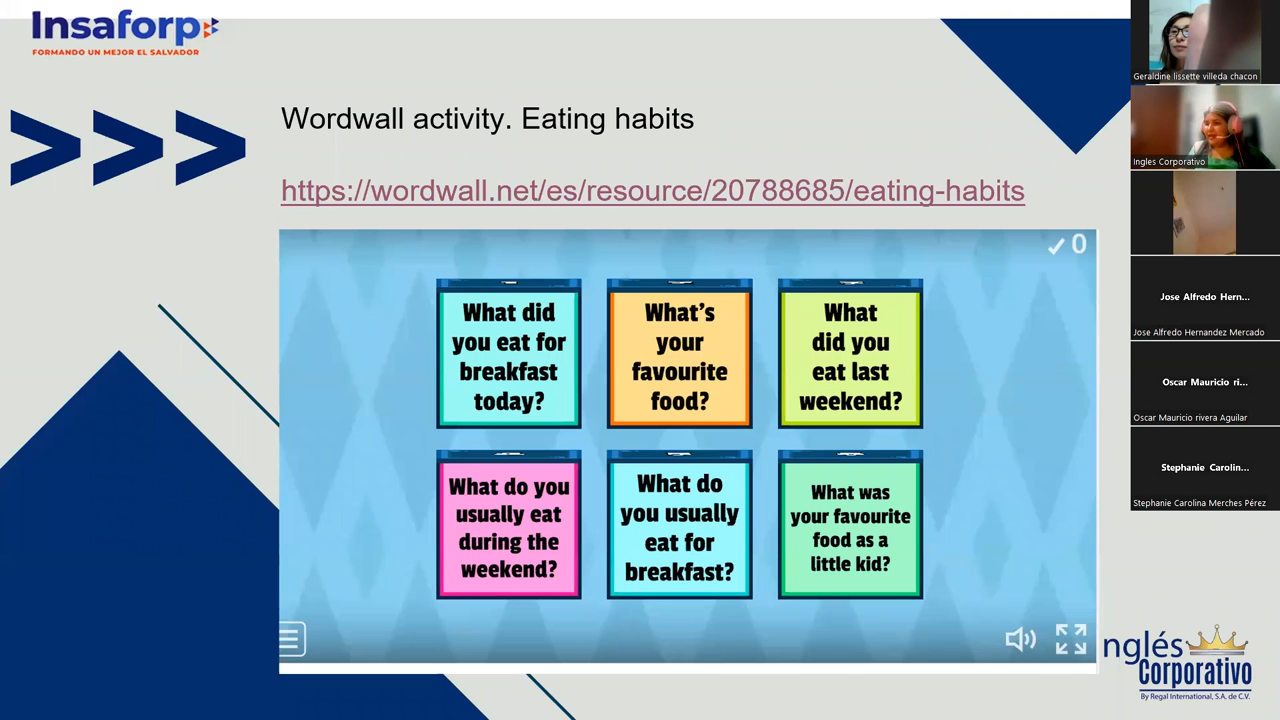 Insaforp
FORMANDO UN MEJOR EL SALVADOR
>>>
Wordwall activity. Eating habits
https://wordwall.net/es/resource/20788685/eating-habits
0
What did
you eat for
breakfast
today?
What's
your
favourite
food?
What
did you
eat last
weekend?
What do you
usually eat
during the
weekend?
What do
you usually
eat for
breakfast?
What was
your favourite
food as a
little kid?
Inglés
Corporativo
By Regal International, S.A. de C.V.
Geraldine lissette villeda chacon
Ingles Corporativo
Jose Alfredo Hern...
Jose Alfredo Hernandez Mercado
Oscar Mauricio ri...
Oscar Mauricio rivera Aguilar
Stephanie Carolin...
Stephanie Carolina Merches Pérez